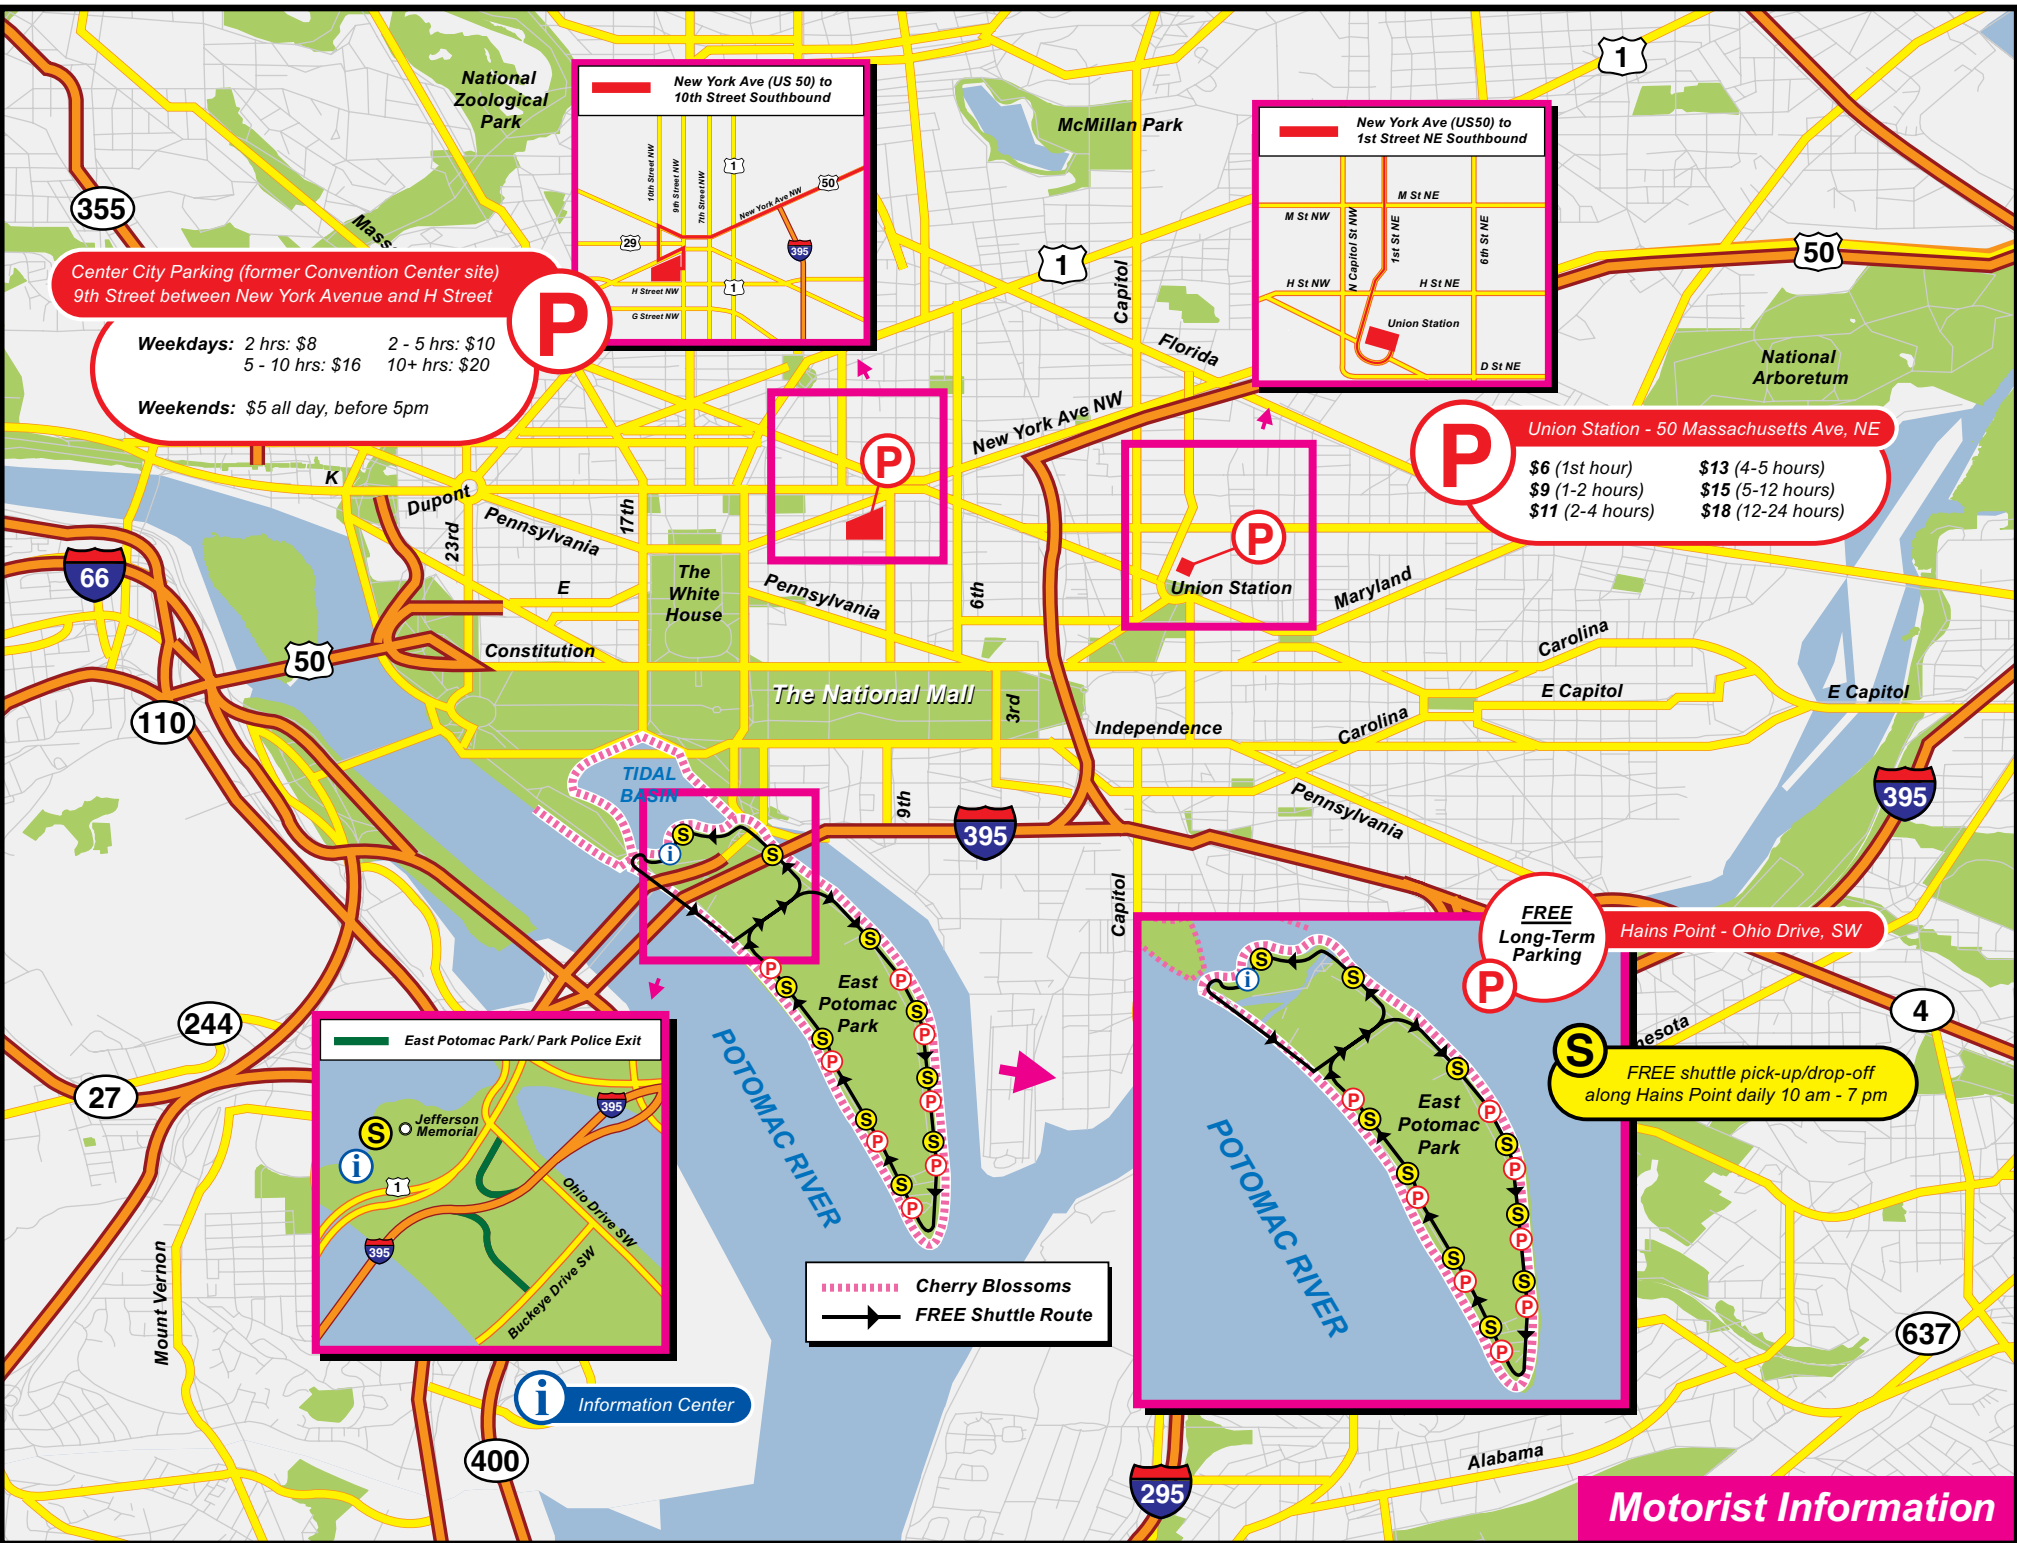 1
National
Zoological
Park
New York Ave (US 50) to
10th Street Southbound
10th Street NW
9th Street NW
7th Street NW
1
50
New York Ave NW
29
395
1
H Street NW
G Street NW
McMillan Park
New York Ave (US50) to
1st Street NE Southbound
M St NE
M St NW
N Capitol St NW
1st St NE
6th St NE
H St NW
H St NE
Union Station
D St NE
355
Mass
1
Capitol
50
Center City Parking (former Convention Center site)
9th Street between New York Avenue and H Street
P
Weekdays: 2 hrs: $8 2 - 5 hrs: $10
5 - 10 hrs: $16 10+ hrs: $20
Weekends: $5 all day, before 5pm
Florida
National
Arboretum
New York Ave NW
P
Union Station - 50 Massachusetts Ave, NE
$6 (1st hour) $13 (4-5 hours)
$9 (1-2 hours) $15 (5-12 hours)
$11 (2-4 hours) $18 (12-24 hours)
K
Dupont
P
23rd
Pennsylvania
17th
P
66
E
The
White
House
Pennsylvania
6th
Union Station
Maryland
50
Constitution
Carolina
The National Mall
3rd
E Capitol
E Capitol
110
Independence
Carolina
TIDAL
BASIN
9th
395
Pennsylvania
395
S
i
S
Capitol
FREE
Long-Term
Parking
P
Hains Point - Ohio Drive, SW
S
P
S
P
S
P
S
P
S
P
S
P
S
P
S
P
S
P
East
Potomac
Park
POTOMAC RIVER
S
i
S
S
P
S
P
S
P
S
P
S
P
S
P
S
P
S
P
S
P
East
Potomac
Park
POTOMAC RIVER
4
nesota
S
FREE shuttle pick-up/drop-off
along Hains Point daily 10 am - 7 pm
244
27
East Potomac Park/ Park Police Exit
S
Jefferson
Memorial
i
395
1
Ohio Drive SW
395
Buckeye Drive SW
Mount Vernon
Cherry Blossoms
FREE Shuttle Route
637
i
Information Center
400
295
Alabama
Motorist Information